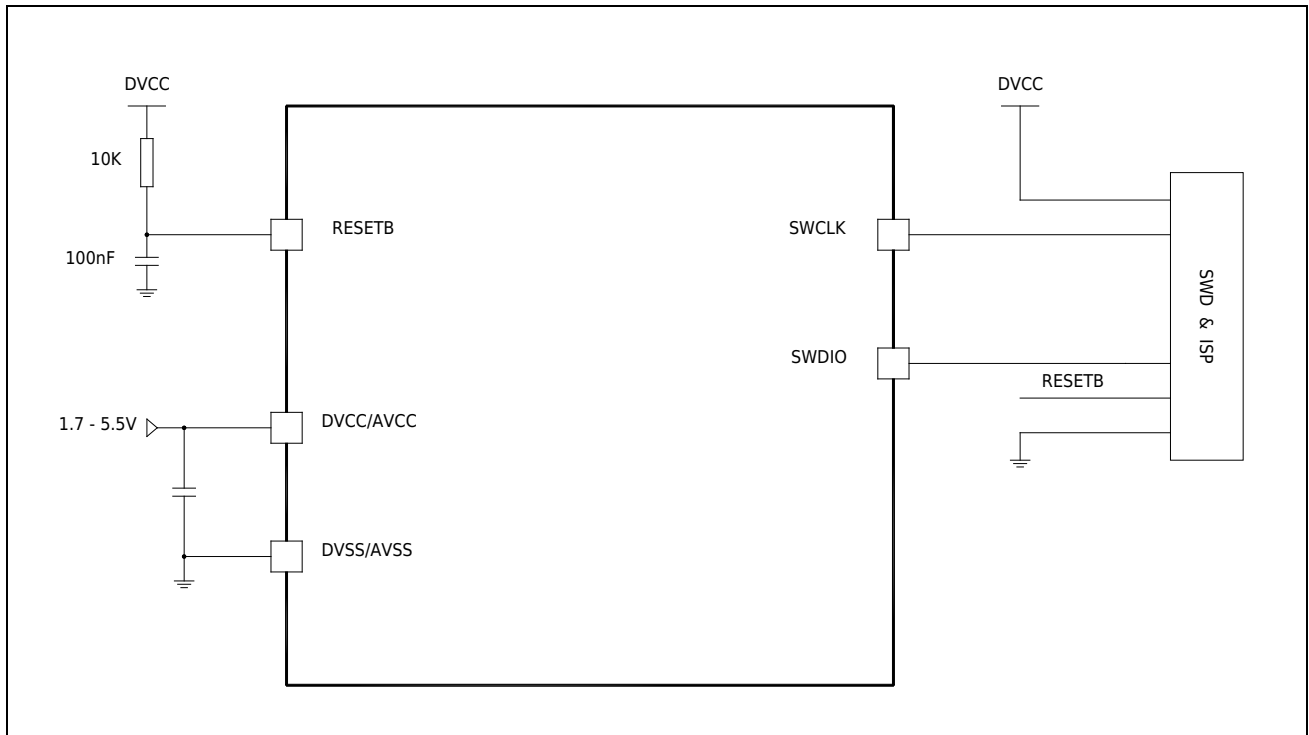 DVCC
DVCC
10K
RESETB
SWCLK
100nF
SWD & ISP
SWDIO
RESETB
1.7 - 5.5V
DVCC/AVCC
DVSS/AVSS